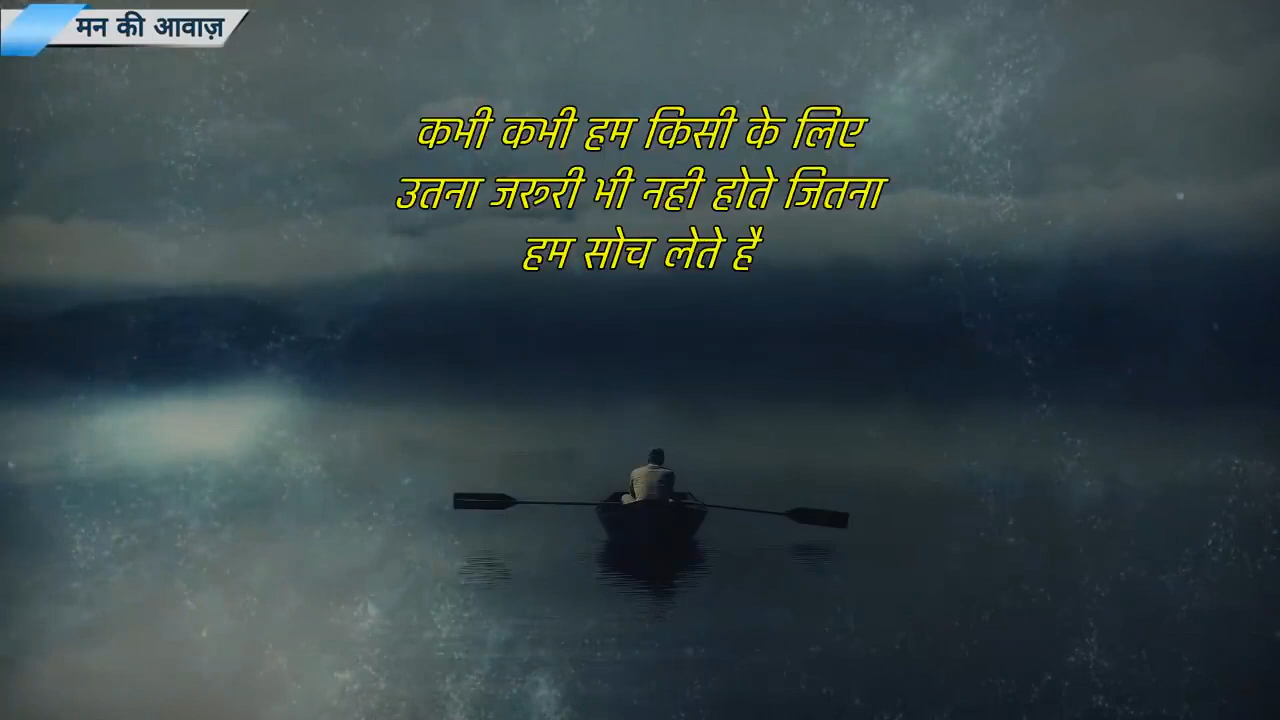 मन की आवाज़
कभी कभी हम किसी के लिए
उतना जरूरी भी नही होते जितना
हम सोच लेते है